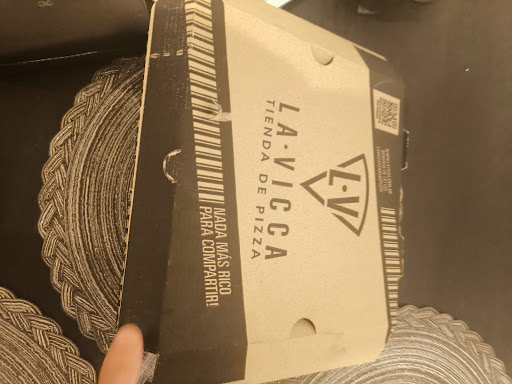 L·V
LA·VICCA
TIENDA DE PIZZA
NADA MÁS RICO
PARA COMPARTIR!